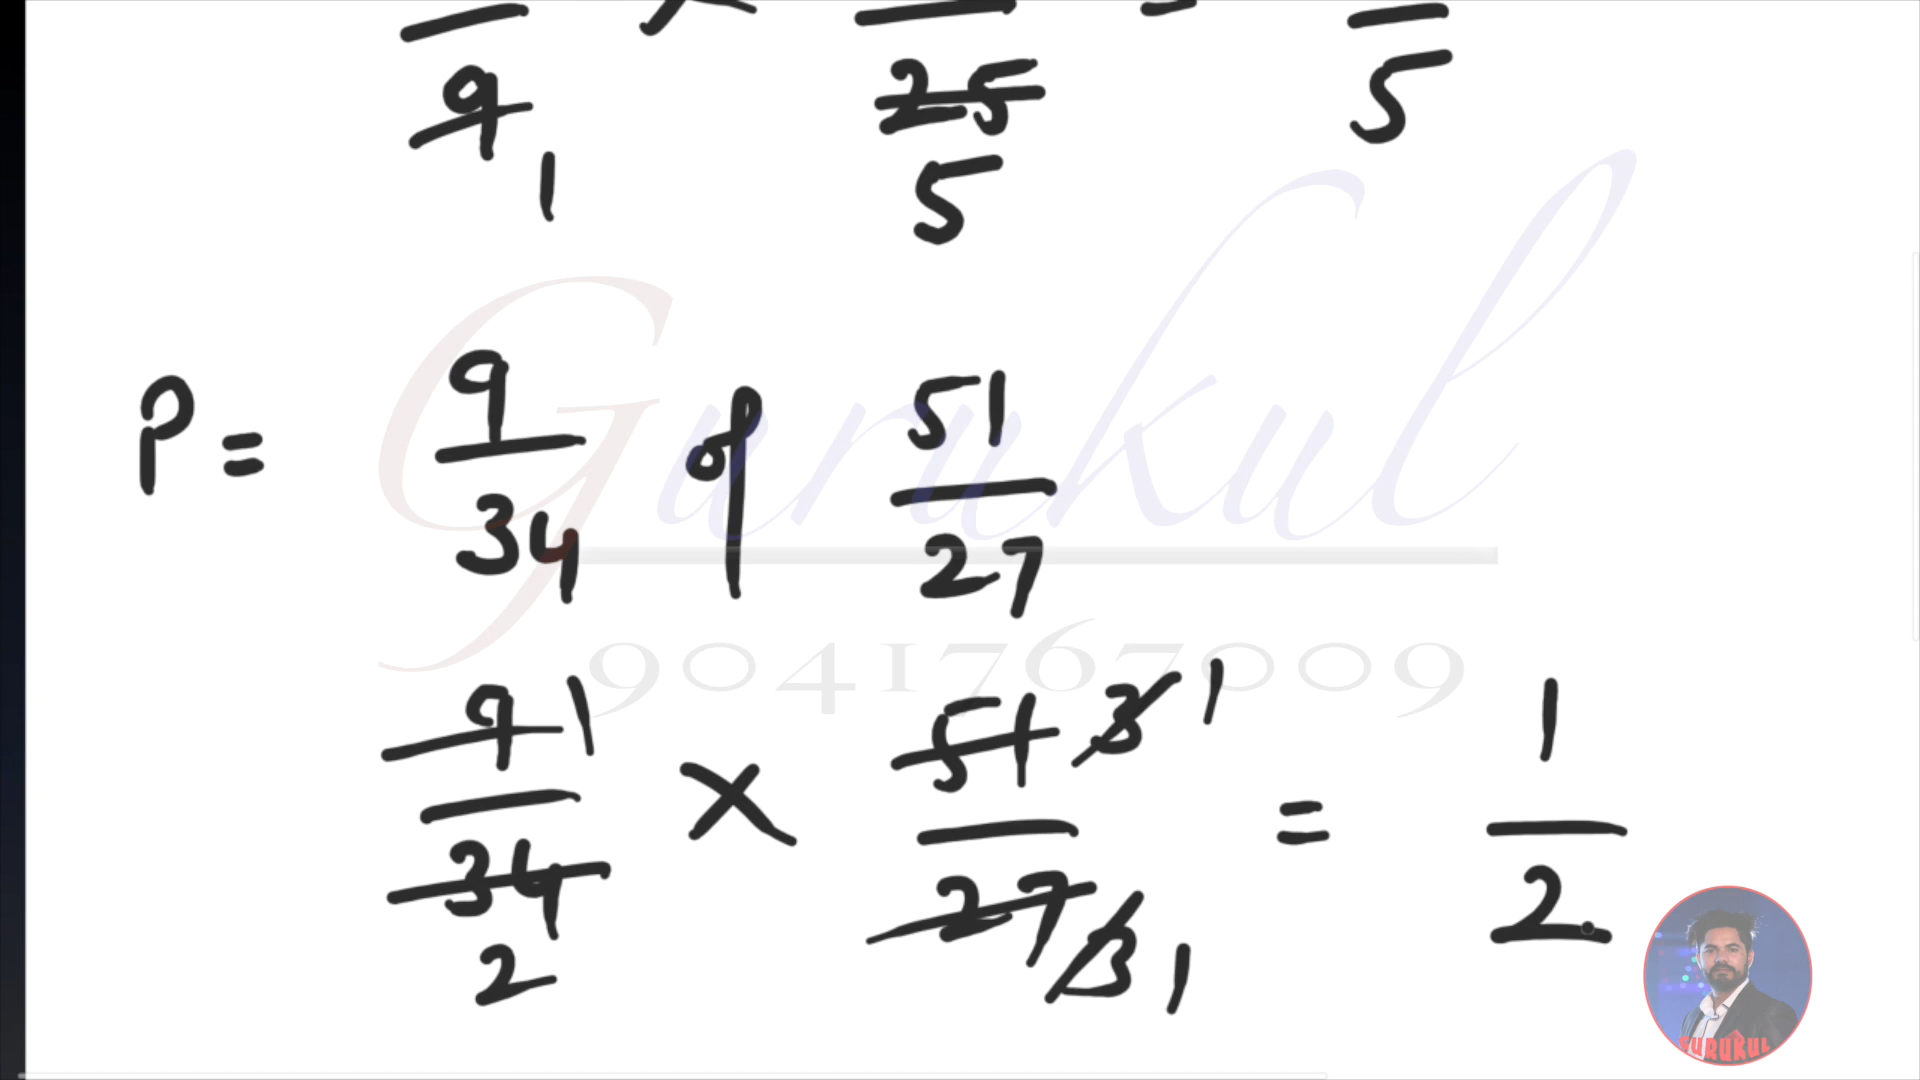 — × — = —
9 25 5
1 5
P = 9/34 of 51/27
9 1/34 2 × 51 3 1/27 3 1 = 1/2
Gurukul
9041767009
GURUKUL